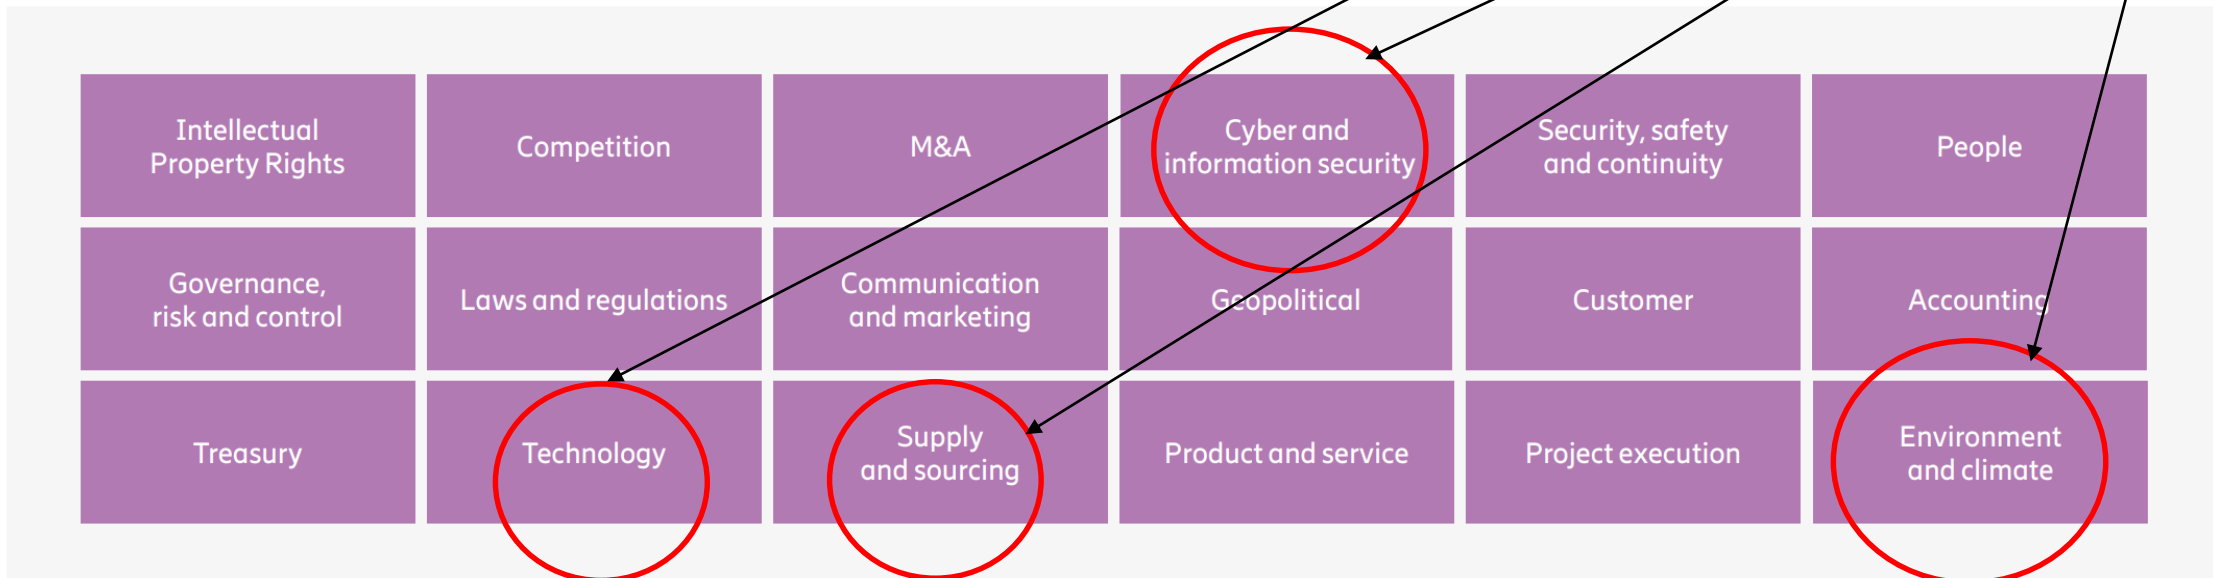 Intellectual
Property Rights
Competition
M&A
Cyber and
information security
Security, safety
and continuity
People
Governance,
risk and control
Laws and regulations
Communication
and marketing
Geopolitical
Customer
Accounting
Treasury
Technology
Supply
and sourcing
Product and service
Project execution
Environment
and climate